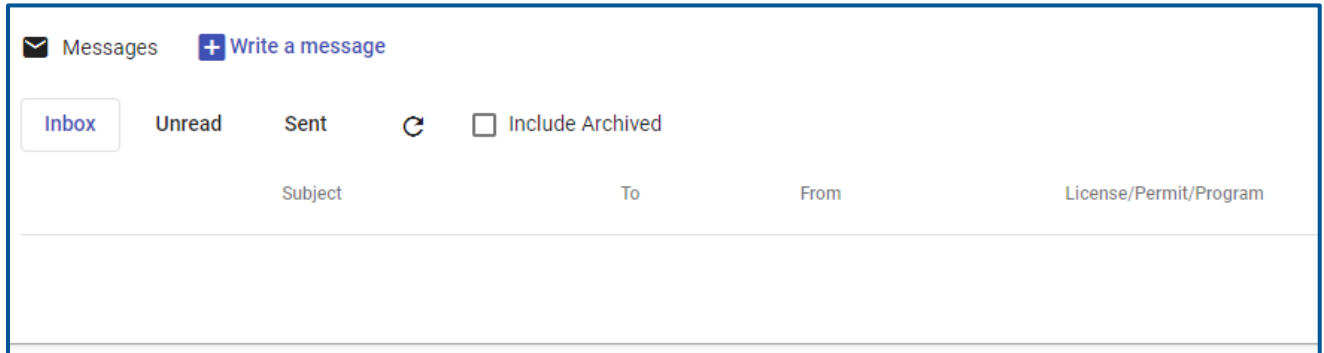 Messages Write a message
Inbox Unread Sent Include Archived
Subject To From License/Permit/Program